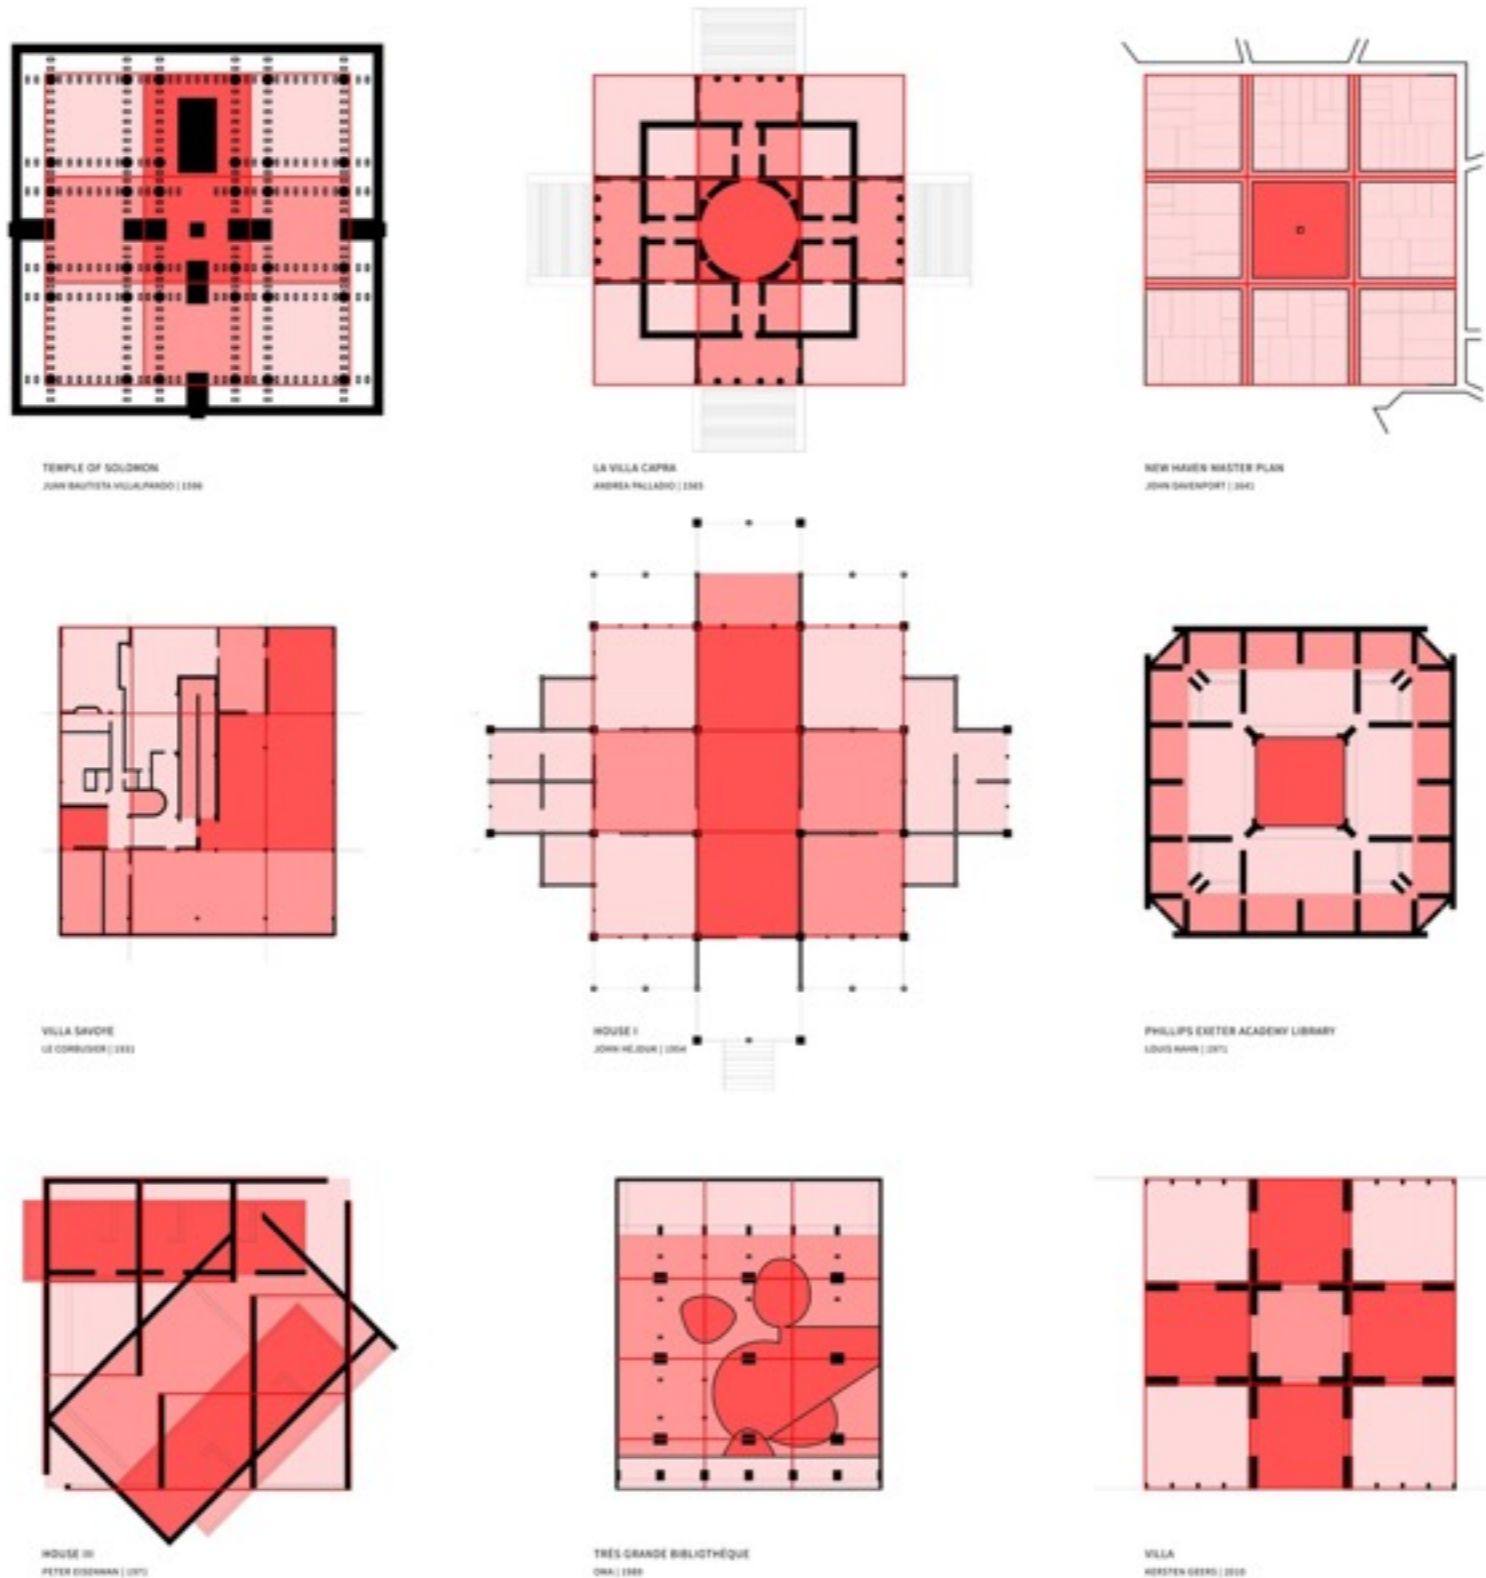 TEMPLE OF SOLOMON
JUAN BAUTISTA VILLALPANDO | 1596
LA VILLA CAPRA
ANDREA PALLADIO | 1565
NEW HAVEN MASTER PLAN
JOHN DAVENPORT | 1641
VILLA SAVOYE
LE CORBUSIER | 1931
HOUSE I
JOHN HEJDUK |
PHILLIPS EXETER ACADEMY LIBRARY
LOUIS KAHN | 1971
HOUSE III
PETER EISENMAN | 1971
TRÈS GRANDE BIBLIOTHÈQUE
OMA | 1989
VILLA
KERSTEN GEERS | 2010